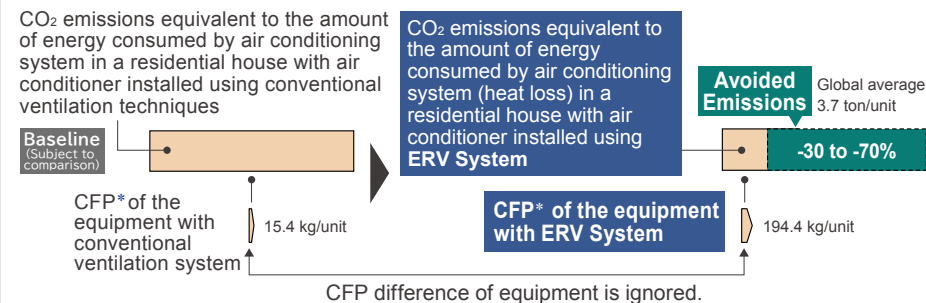 CO₂ emissions equivalent to the amount
of energy consumed by air conditioning
system in a residential house with air
conditioner installed using conventional
ventilation techniques
Baseline
(Subject to
comparison)
CFP* of the
equipment with
conventional
ventilation system
15.4 kg/unit
CO₂ emissions equivalent to
the amount of energy
consumed by air conditioning
system (heat loss) in a
residential house with air
conditioner installed using
ERV System
Avoided
Emissions
Global average
3.7 ton/unit
-30 to -70%
CFP* of the equipment
with ERV System
194.4 kg/unit
CFP difference of equipment is ignored.